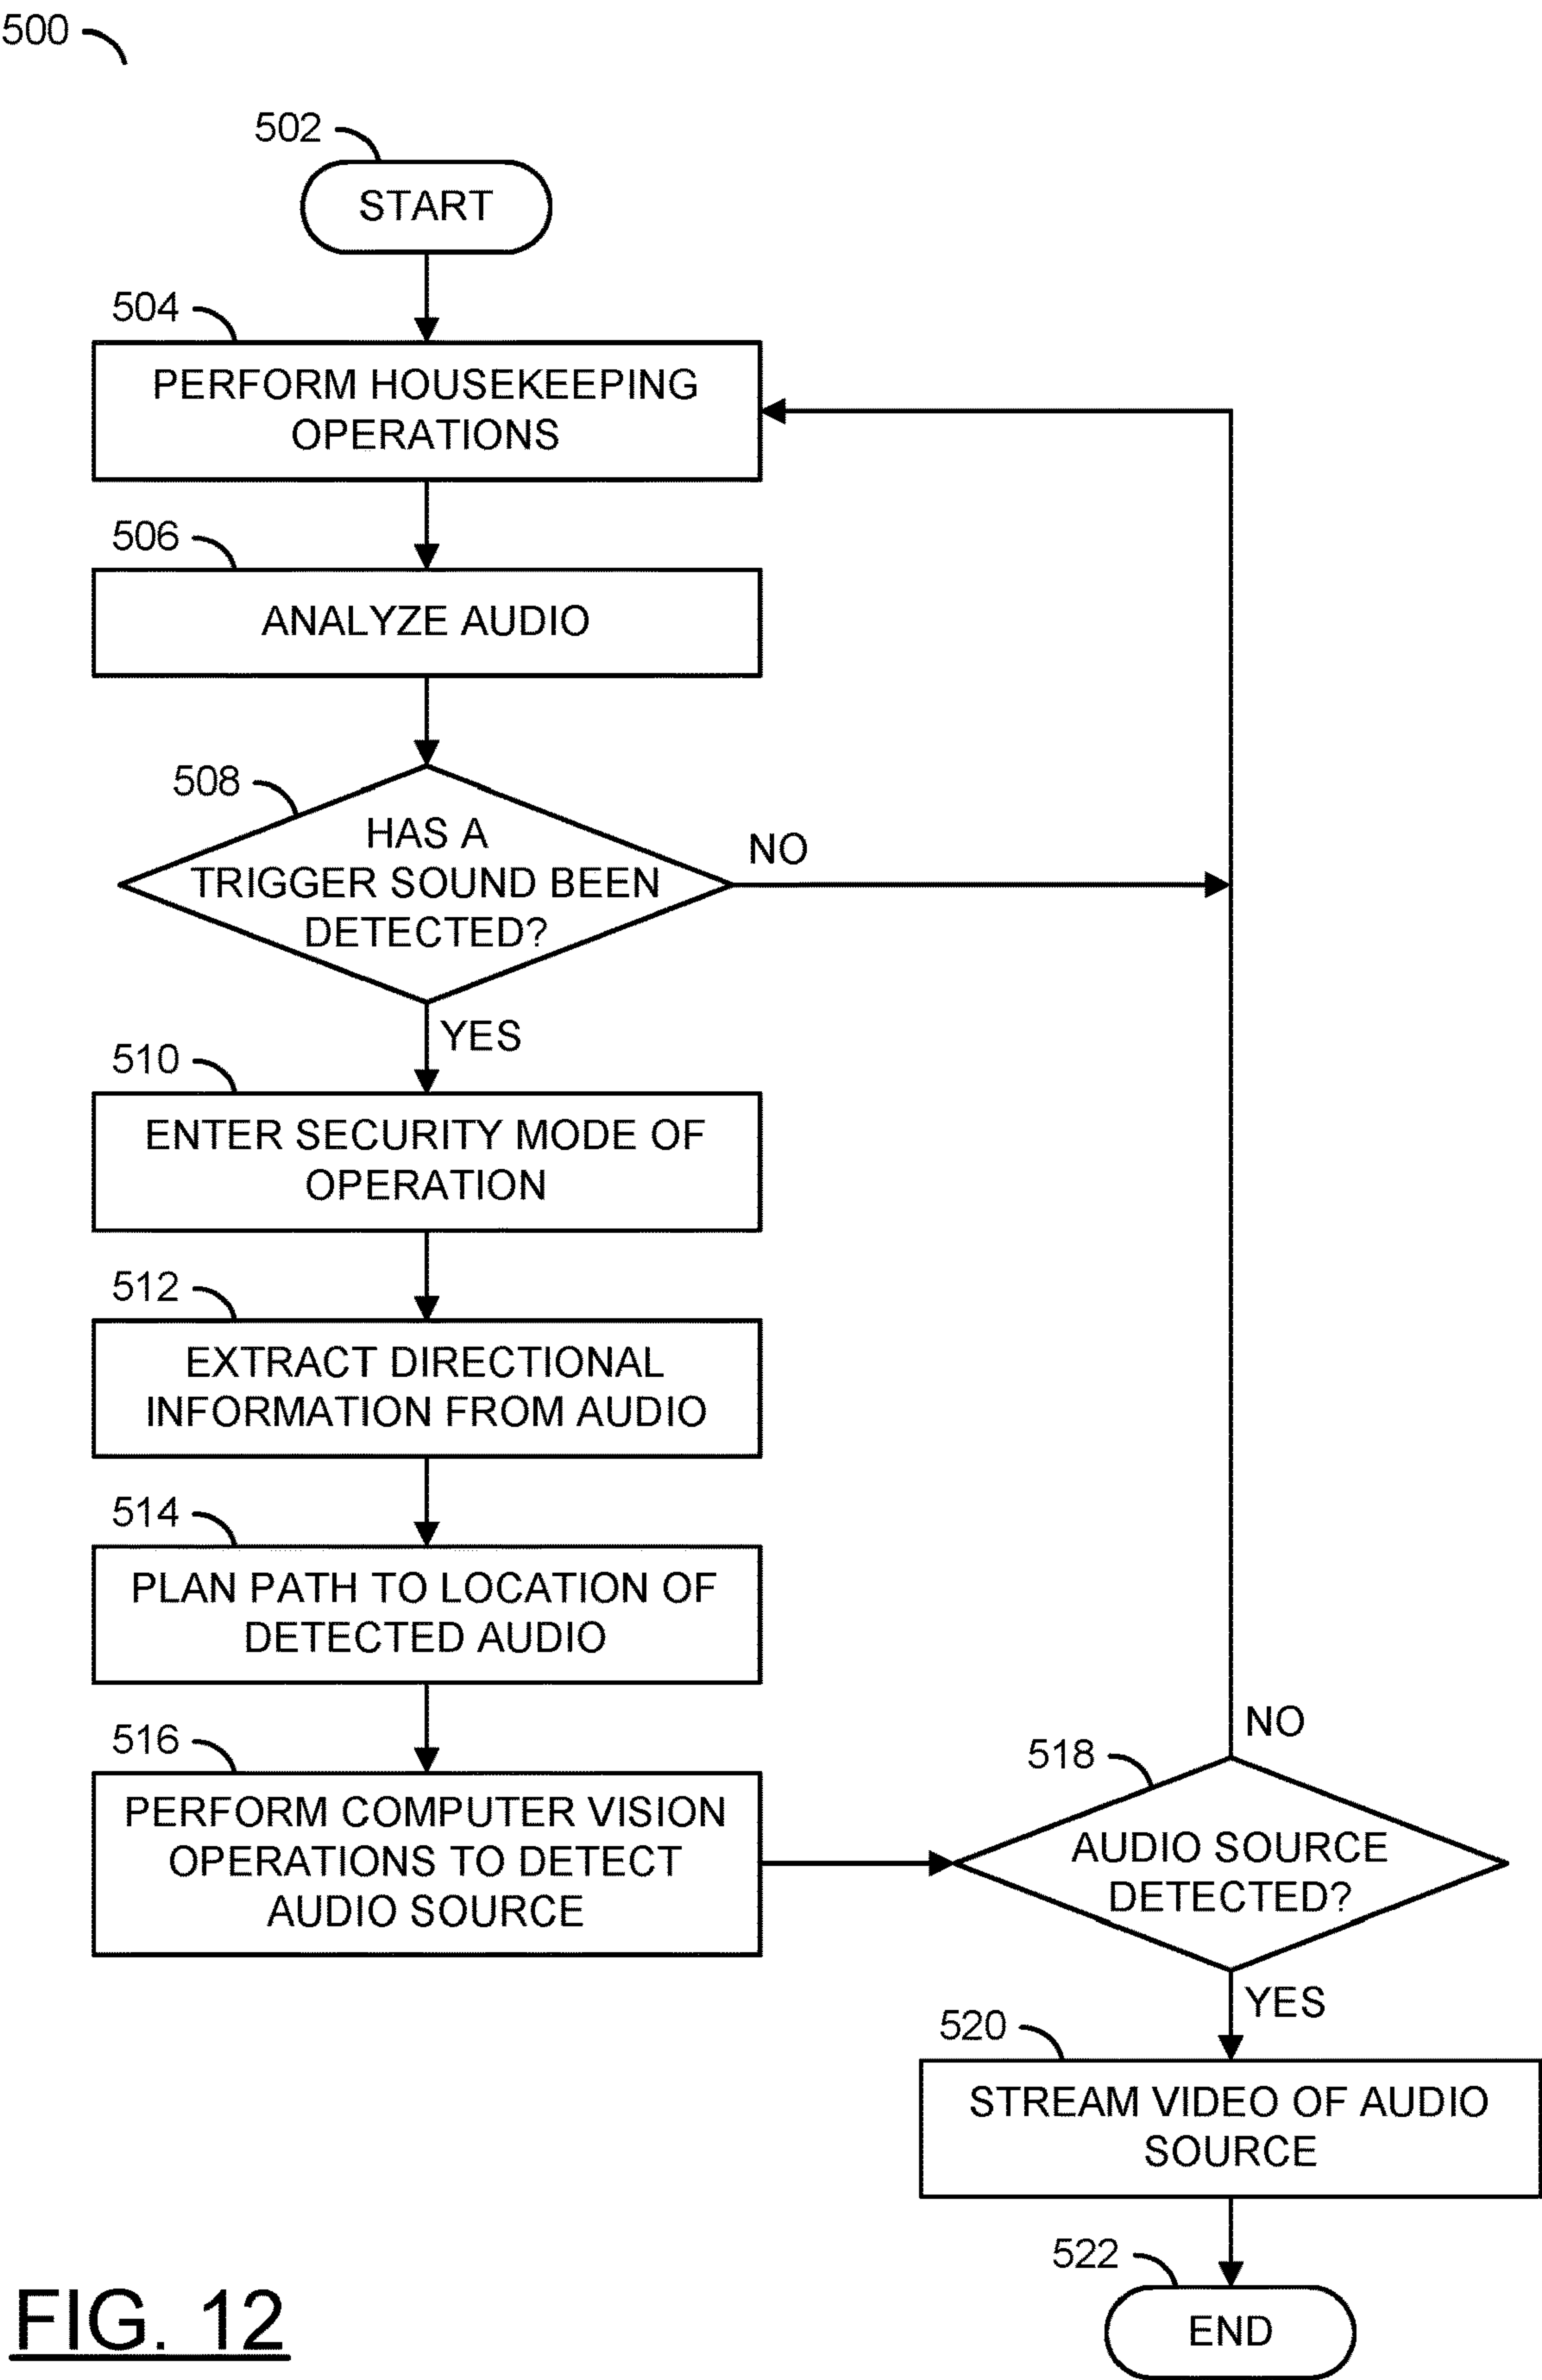 500
502
START
504
PERFORM HOUSEKEEPING
OPERATIONS
506
ANALYZE AUDIO
508
HAS A
TRIGGER SOUND BEEN
DETECTED?
NO
YES
510
ENTER SECURITY MODE OF
OPERATION
512
EXTRACT DIRECTIONAL
INFORMATION FROM AUDIO
514
PLAN PATH TO LOCATION OF
DETECTED AUDIO
516
PERFORM COMPUTER VISION
OPERATIONS TO DETECT
AUDIO SOURCE
518
AUDIO SOURCE
DETECTED?
NO
YES
520
STREAM VIDEO OF AUDIO
SOURCE
522
END
FIG. 12